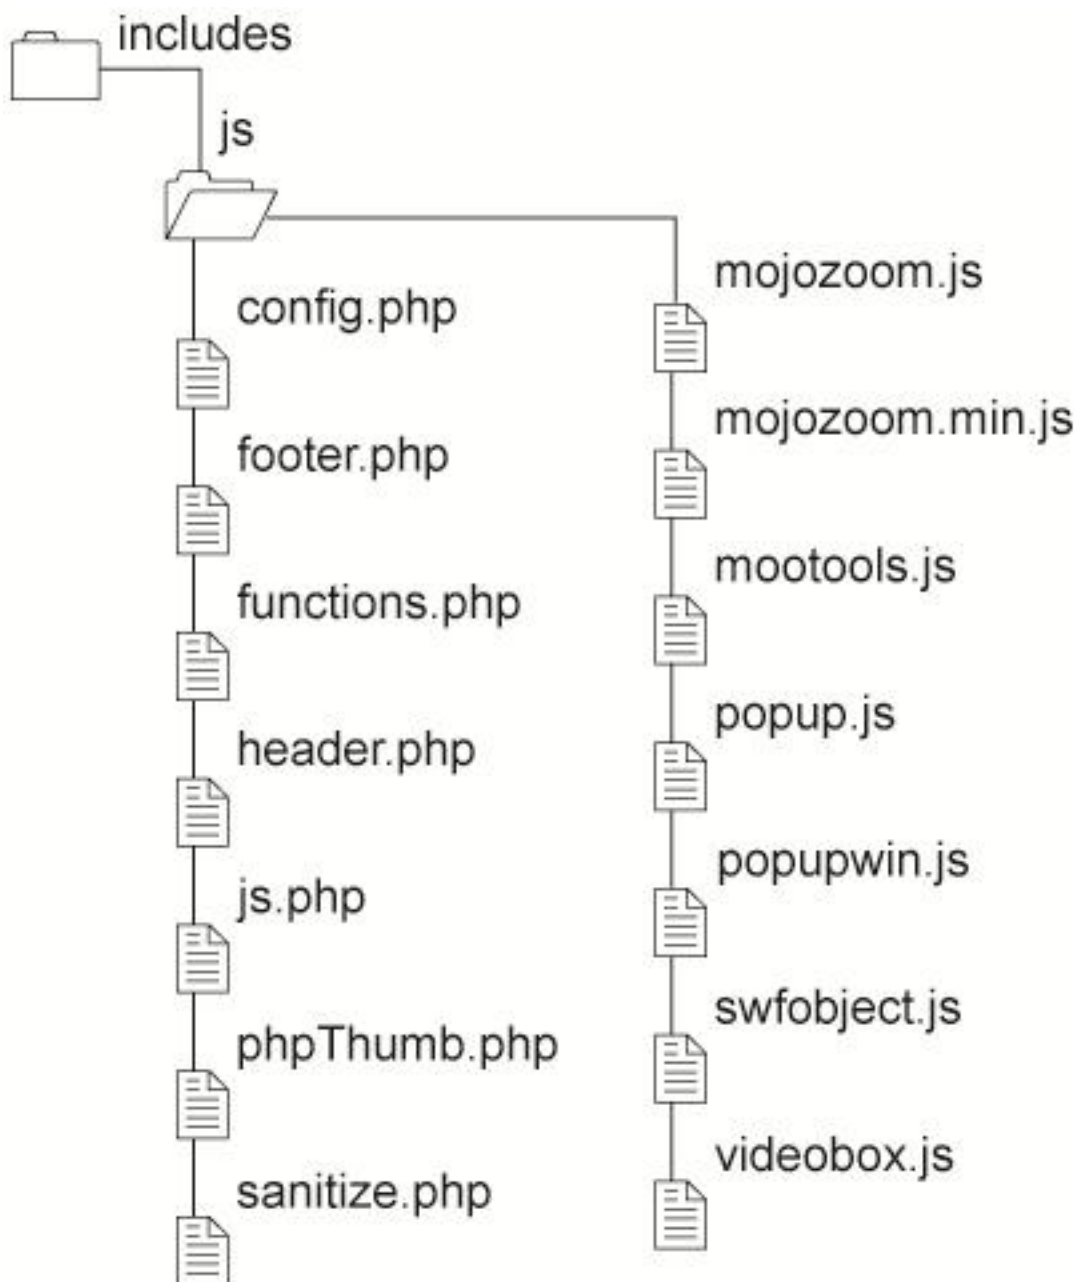 includes
js
config.php
footer.php
functions.php
header.php
js.php
phpThumb.php
sanitize.php
mojozoom.js
mojozoom.min.js
mootools.js
popup.js
popupwin.js
swfobject.js
videobox.js